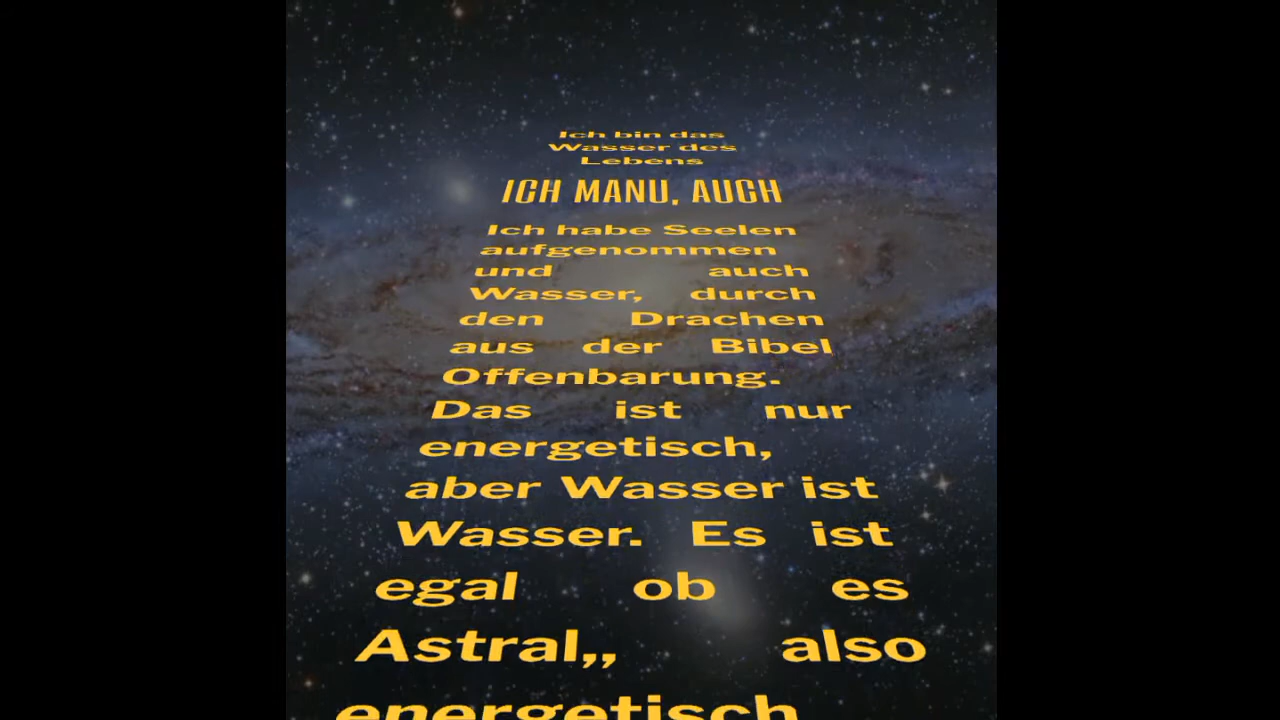 Ich bin das
Wasser des
Lebens
ICH MANU, AUCH
Ich habe Seelen
aufgenommen
und auch
Wasser, durch
den Drachen
aus der Bibel
Offenbarung.
Das ist nur
energetisch,
aber Wasser ist
Wasser. Es ist
egal ob es
Astral,, also
energetisch